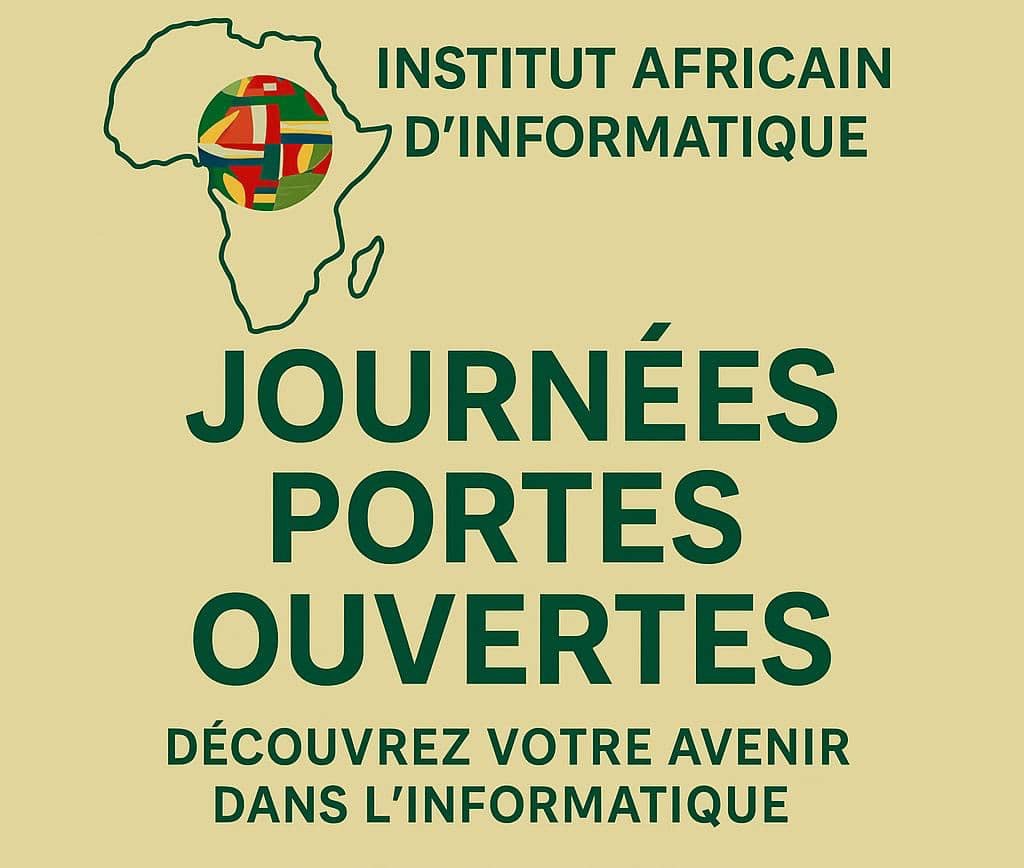 INSTITUT AFRICAIN
D'INFORMATIQUE
JOURNÉES
PORTES
OUVERTES
DÉCOUVREZ VOTRE AVENIR
DANS L'INFORMATIQUE